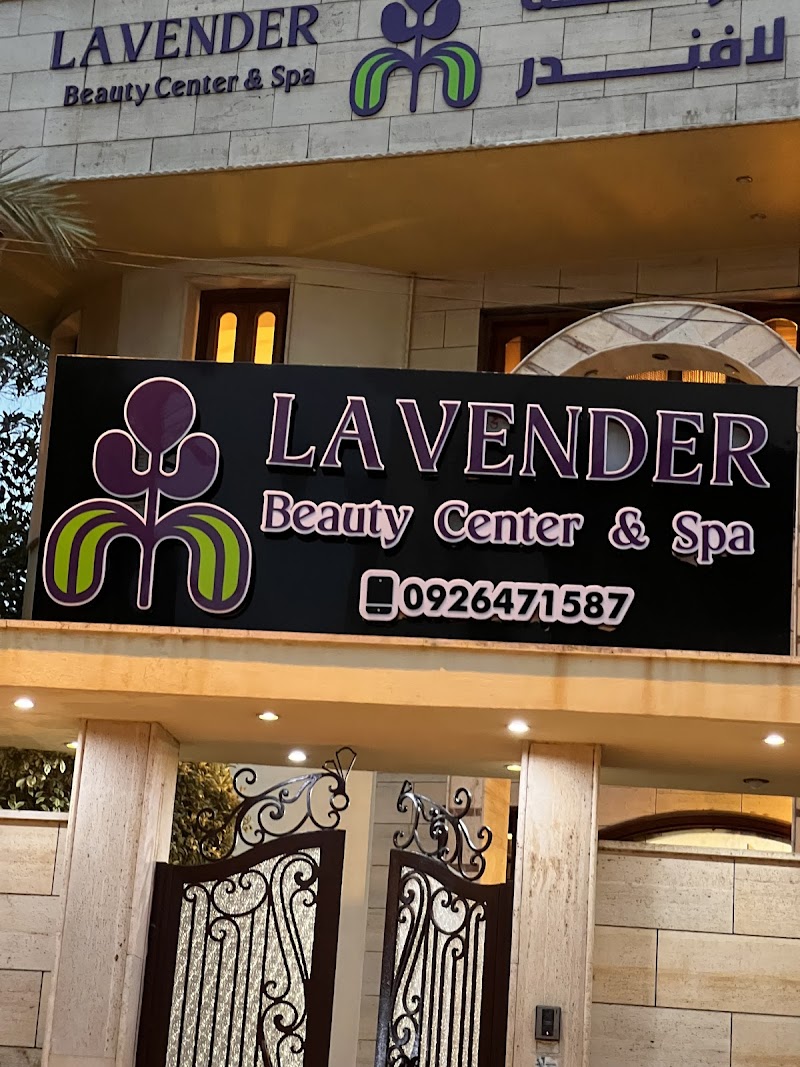 LAVENDER
Beauty Center & Spa
لافندر
LAVENDER
Beauty Center & Spa
0926471587